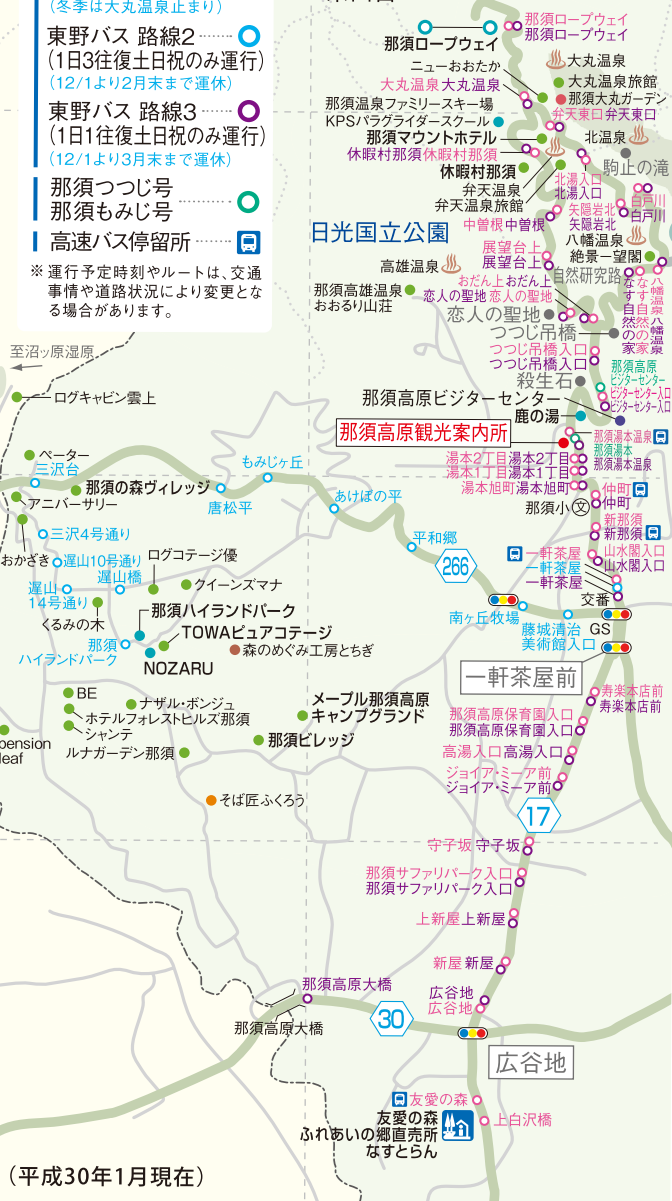 (冬季は大丸温泉止まり)
東野バス 路線2
(1日3往復土日祝のみ運行)
(12/1より2月末まで運休)
東野バス 路線3
(1日1往復土日祝のみ運行)
(12/1より3月末まで運休)
那須つつじ号
那須もみじ号
高速バス停留所
※ 運行予定時刻やルートは、交通
事情や道路状況により変更とな
る場合があります。
那須ロープウェイ
那須ロープウェイ
那須ロープウェイ
ニューおおたか
大丸温泉
大丸温泉 大丸温泉
大丸温泉旅館
那須温泉ファミリースキー場
那須大丸ガーデン
KPSパラグライダースクール
弁天東口 弁天東口
那須マウントホテル
北温泉
休暇村那須 休暇村那須
駒止の滝
休暇村那須
北湯入口
北湯入口
弁天温泉
弁天温泉旅館
白戸川
白戸川
矢隠岩北
矢隠岩北
中曽根 中曽根
日光国立公園
八幡温泉
展望台上
展望台上
絶景一望閣
高雄温泉
自然研究路
おだん上 おだん上
那須高雄温泉
おおるり山荘
恋人の聖地 恋人の聖地
八幡温泉
なす自然の家
なす自然の家
八幡温泉
恋人の聖地
つつじ吊橋
つつじ吊橋入口
つつじ吊橋入口
至沼ッ原湿原
殺生石
那須高原
ビジターセンター
ビジターセンター入口
ビジターセンター入口
ログキャビン雲上
那須高原ビジターセンター
鹿の湯
那須高原観光案内所
那須湯本温泉
那須湯本
那須湯本温泉
ペーター
三沢台
もみじヶ丘
湯本2丁目 湯本2丁目
湯本1丁目 湯本1丁目
湯本旭町 湯本旭町
那須の森ヴィレッジ
唐松平
あけぼの平
アニバーサリー
那須小 文
仲町
仲町
新那須
新那須
おかざき
三沢4号通り
平和郷
遅山10号通り
ログコテージ優
266
一軒茶屋
一軒茶屋
一軒茶屋
山水閣入口
山水閣入口
遅山橋
遅山
14号通り
クイーンズマナ
交番
くるみの木
那須ハイランドパーク
南ヶ丘牧場
藤城清治
美術館入口
GS
TOWAピュアコテージ
那須
ハイランドパーク
森のめぐみ工房とちぎ
NOZARU
一軒茶屋前
BE
ナザル・ボンジュ
メープル那須高原
キャンプグランド
寿楽本店前
寿楽本店前
ホテルフォレストヒルズ那須
シャンテ
那須高原保育園入口
那須高原保育園入口
pension
leaf
ルナガーデン那須
那須ビレッジ
高湯入口 高湯入口
ジョイア・ミーア前
ジョイア・ミーア前
そば匠ふくろう
17
守子坂 守子坂
那須サファリパーク入口
那須サファリパーク入口
上新屋 上新屋
新屋 新屋
那須高原大橋
広谷地
広谷地
那須高原大橋
30
広谷地
友愛の森
友愛の森
ふれあいの郷直売所
なすとらん
上白沢橋
(平成30年1月現在)